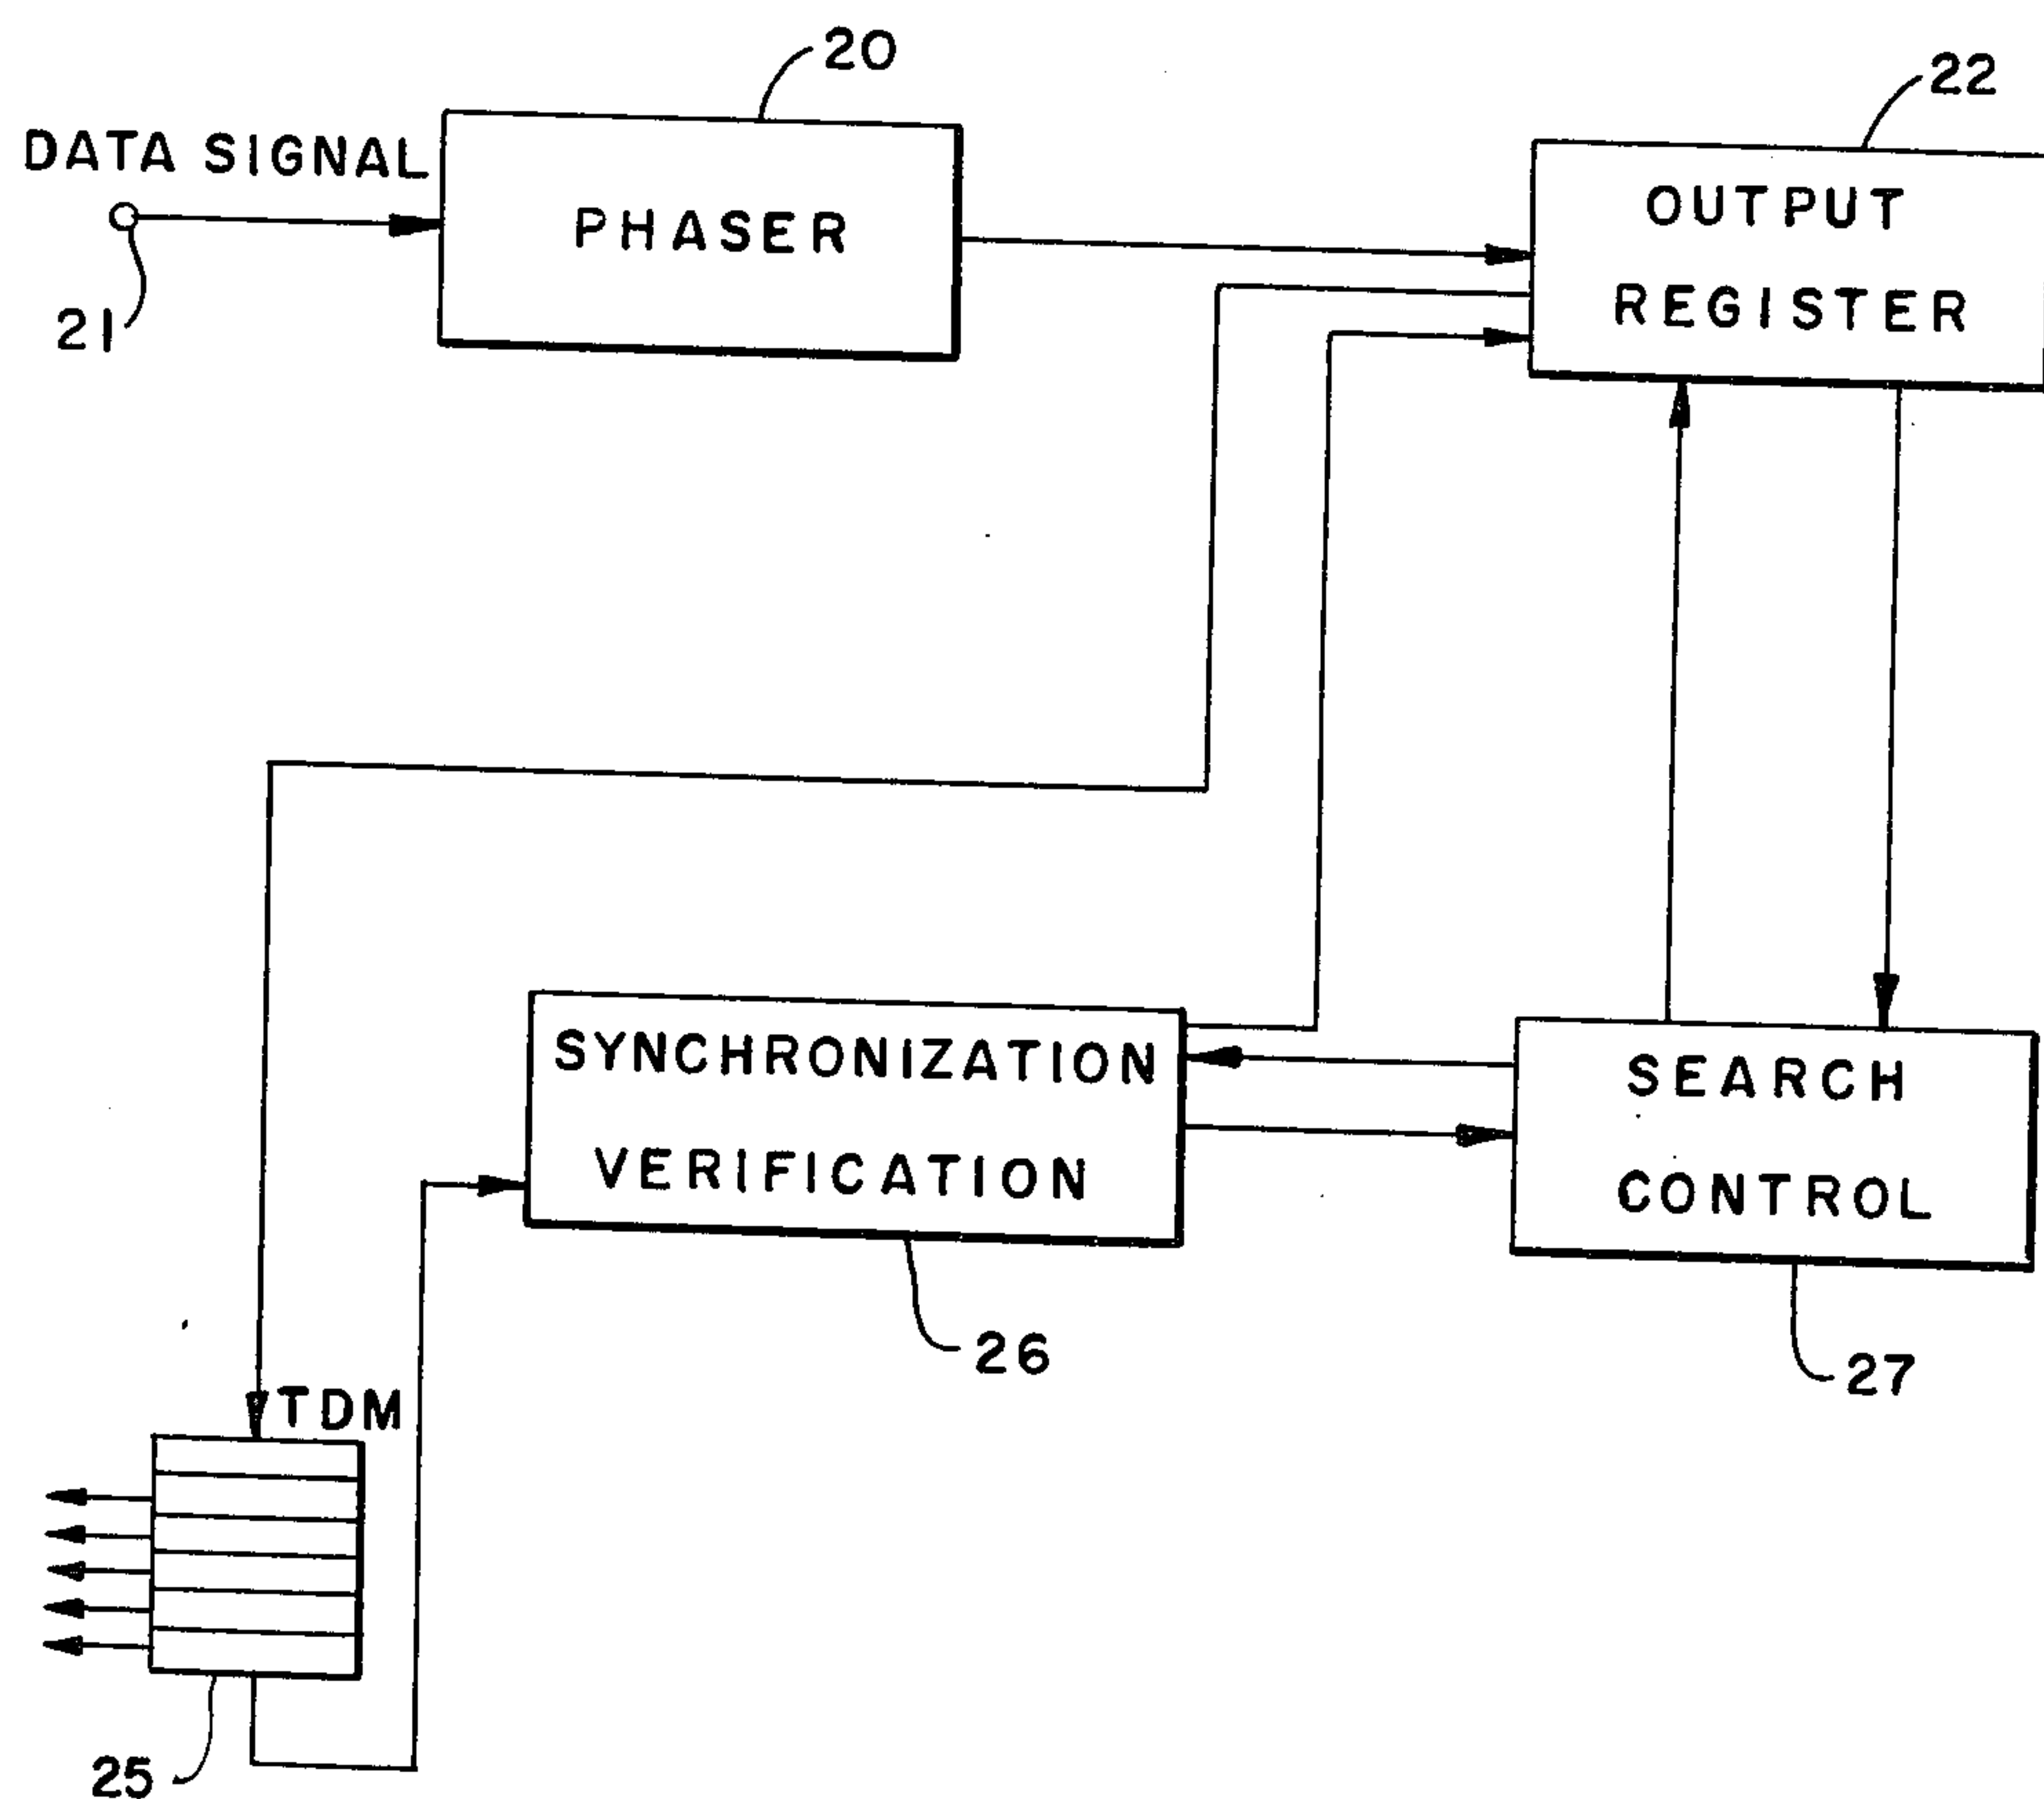 20
22
DATA SIGNAL
PHASER
OUTPUT
REGISTER
21
SYNCHRONIZATION
VERIFICATION
SEARCH
CONTROL
26
27
TDM
25